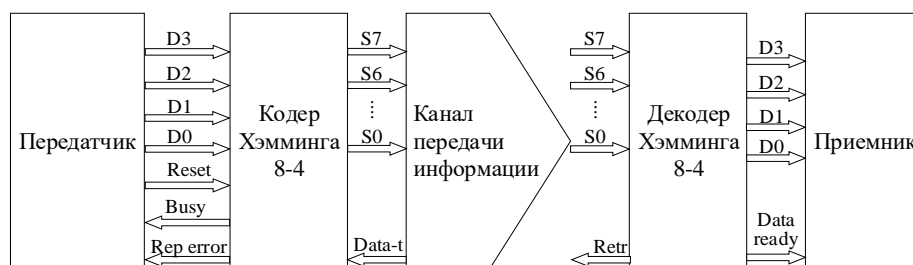 D3
S7
S7
D3
D2
S6
S6
D2
D1
D1
D0
S0
S0
D0
Передатчик
Кодер
Хэмминга
8-4
Канал
передачи
информации
Декодер
Хэмминга
8-4
Приемник
Reset
Busy
Rep error
Data-t
Retr
Data
ready